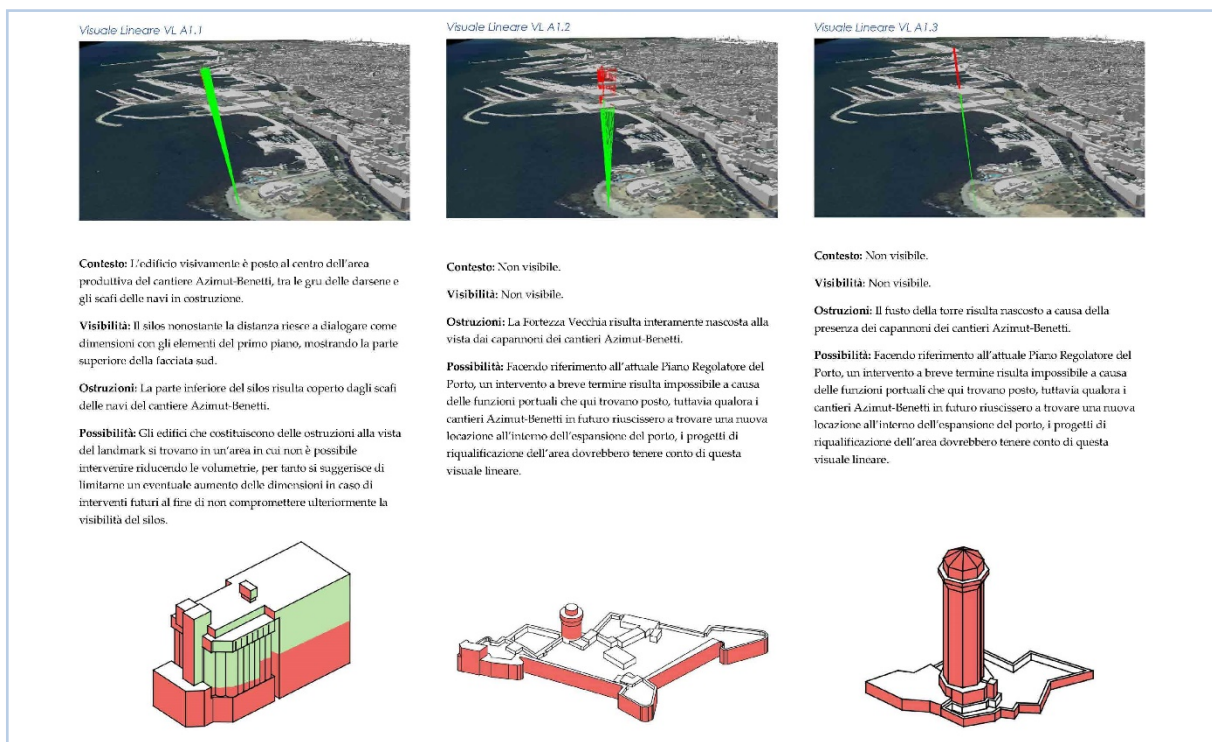 Visuale Lineare VL A1.1
Contesto: L'edificio visivamente è posto al centro dell'area
produttiva del cantiere Azimut-Benetti, tra le gru delle darsene e
gli scafi delle navi in costruzione.
Visibilità: Il silos nonostante la distanza riesce a dialogare come
dimensioni con gli elementi del primo piano, mostrando la parte
superiore della facciata sud.
Ostruzioni: La parte inferiore del silos risulta coperto dagli scafi
delle navi del cantiere Azimut-Benetti.
Possibilità: Gli edifici che costituiscono delle ostruzioni alla vista
del landmark si trovano in un'area in cui non è possibile
intervenire riducendo le volumetrie, per tanto si suggerisce di
limitarne un eventuale aumento delle dimensioni in caso di
interventi futuri al fine di non compromettere ulteriormente la
visibilità del silos.
Visuale Lineare VL A1.2
Contesto: Non visibile.
Visibilità: Non visibile.
Ostruzioni: La Fortezza Vecchia risulta interamente nascosta alla
vista dai capannoni dei cantieri Azimut-Benetti.
Possibilità: Facendo riferimento all'attuale Piano Regolatore del
Porto, un intervento a breve termine risulta impossibile a causa
delle funzioni portuali che qui trovano posto, tuttavia qualora i
cantieri Azimut-Benetti in futuro riuscissero a trovare una nuova
locazione all'interno dell'espansione del porto, i progetti di
riqualificazione dell'area dovrebbero tenere conto di questa
visuale lineare.
Visuale Lineare VL A1.3
Contesto: Non visibile.
Visibilità: Non visibile.
Ostruzioni: Il fusto della torre risulta nascosto a causa della
presenza dei capannoni dei cantieri Azimut-Benetti.
Possibilità: Facendo riferimento all'attuale Piano Regolatore del
Porto, un intervento a breve termine risulta impossibile a causa
delle funzioni portuali che qui trovano posto, tuttavia qualora i
cantieri Azimut-Benetti in futuro riuscissero a trovare una nuova
locazione all'interno dell'espansione del porto, i progetti di
riqualificazione dell'area dovrebbero tenere conto di questa
visuale lineare.